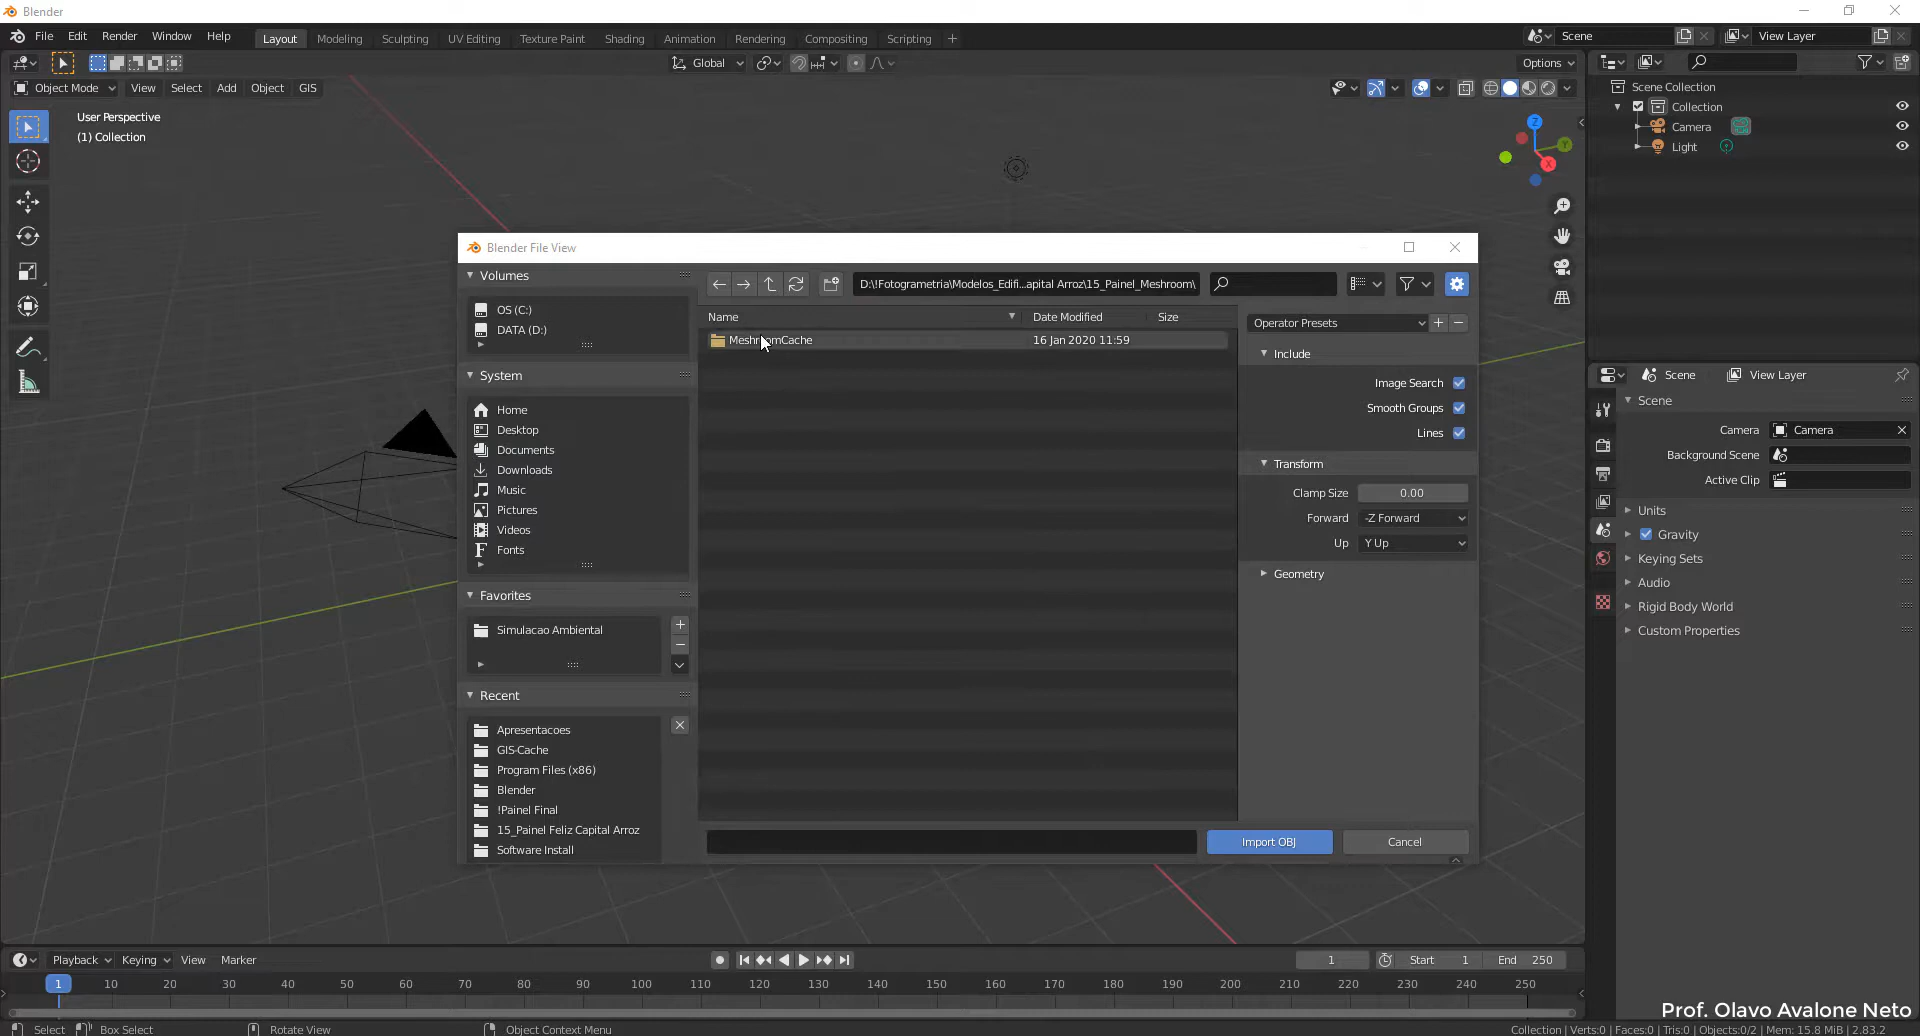 Blender
File Edit Render Window Help Layout Modeling Sculpting UV Editing Texture Paint Shading Animation Rendering Compositing Scripting + Scene View Layer
Global Options
Object Mode View Select Add Object GIS
User Perspective
(1) Collection
Scene Collection
Collection
Camera
Light
Z
Y
X
Blender File View
Volumes
OS (C:)
DATA (D:)
System
Home
Desktop
Documents
Downloads
Music
Pictures
Videos
Fonts
Favorites
Simulacao Ambiental
Recent
Apresentacoes
GIS-Cache
Program Files (x86)
Blender
!Painel Final
15_Painel Feliz Capital Arroz
Software Install
D:\!Fotogrametria\Modelos_Edifi...apital Arroz\15_Painel_Meshroom\
Name Date Modified Size
MeshroomCache 16 Jan 2020 11:59
Operator Presets
Include
Image Search
Smooth Groups
Lines
Transform
Clamp Size 0.00
Forward -Z Forward
Up Y Up
Geometry
Import OBJ Cancel
Scene View Layer
Scene
Camera Camera
Background Scene
Active Clip
Units
Gravity
Keying Sets
Audio
Rigid Body World
Custom Properties
Playback Keying View Marker 1 Start 1 End 250
1 10 20 30 40 50 60 70 80 90 100 110 120 130 140 150 160 170 180 190 200 210 220 230 240 250
Prof. Olavo Avalone Neto
Select Box Select Rotate View Object Context Menu Collection | Verts:0 | Faces:0 | Tris:0 | Objects:0/2 | Mem: 15.8 MiB | 2.83.2